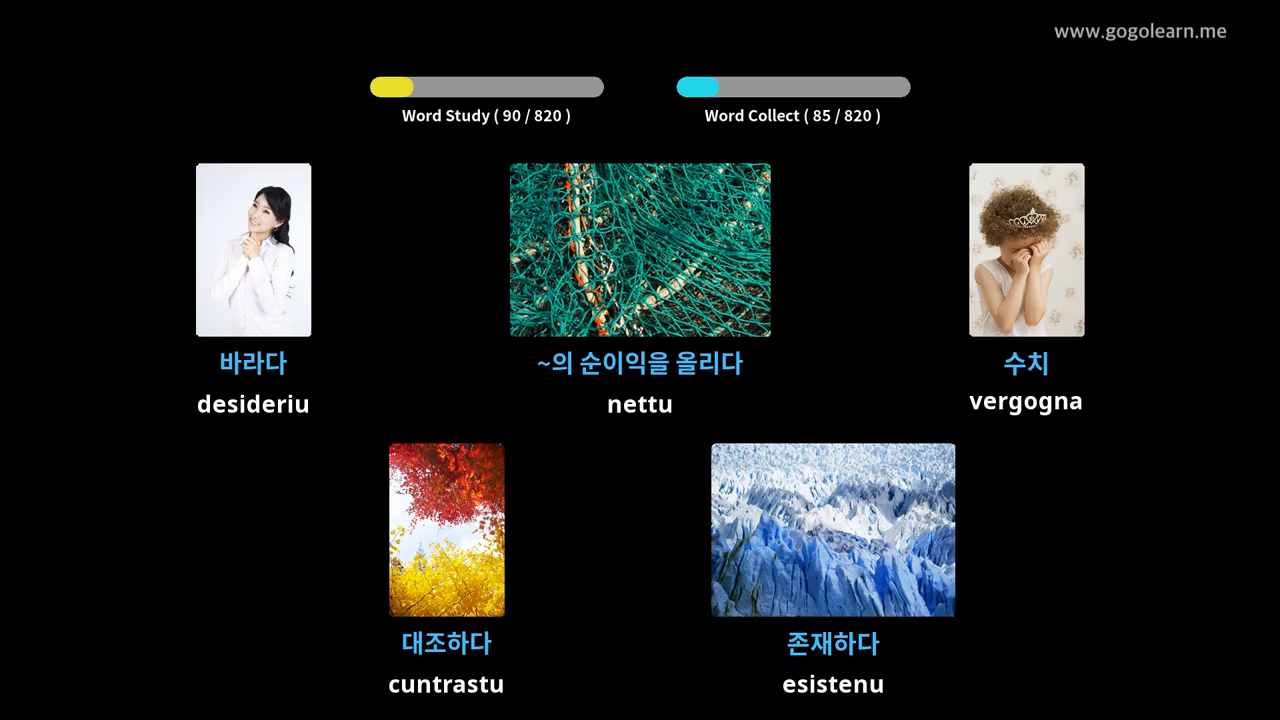 www.gogolearn.me
Word Study ( 90 / 820 )
Word Collect ( 85 / 820 )
바라다
desideriu
~의 순이익을 올리다
nettu
수치
vergogna
대조하다
cuntrastu
존재하다
esistenu